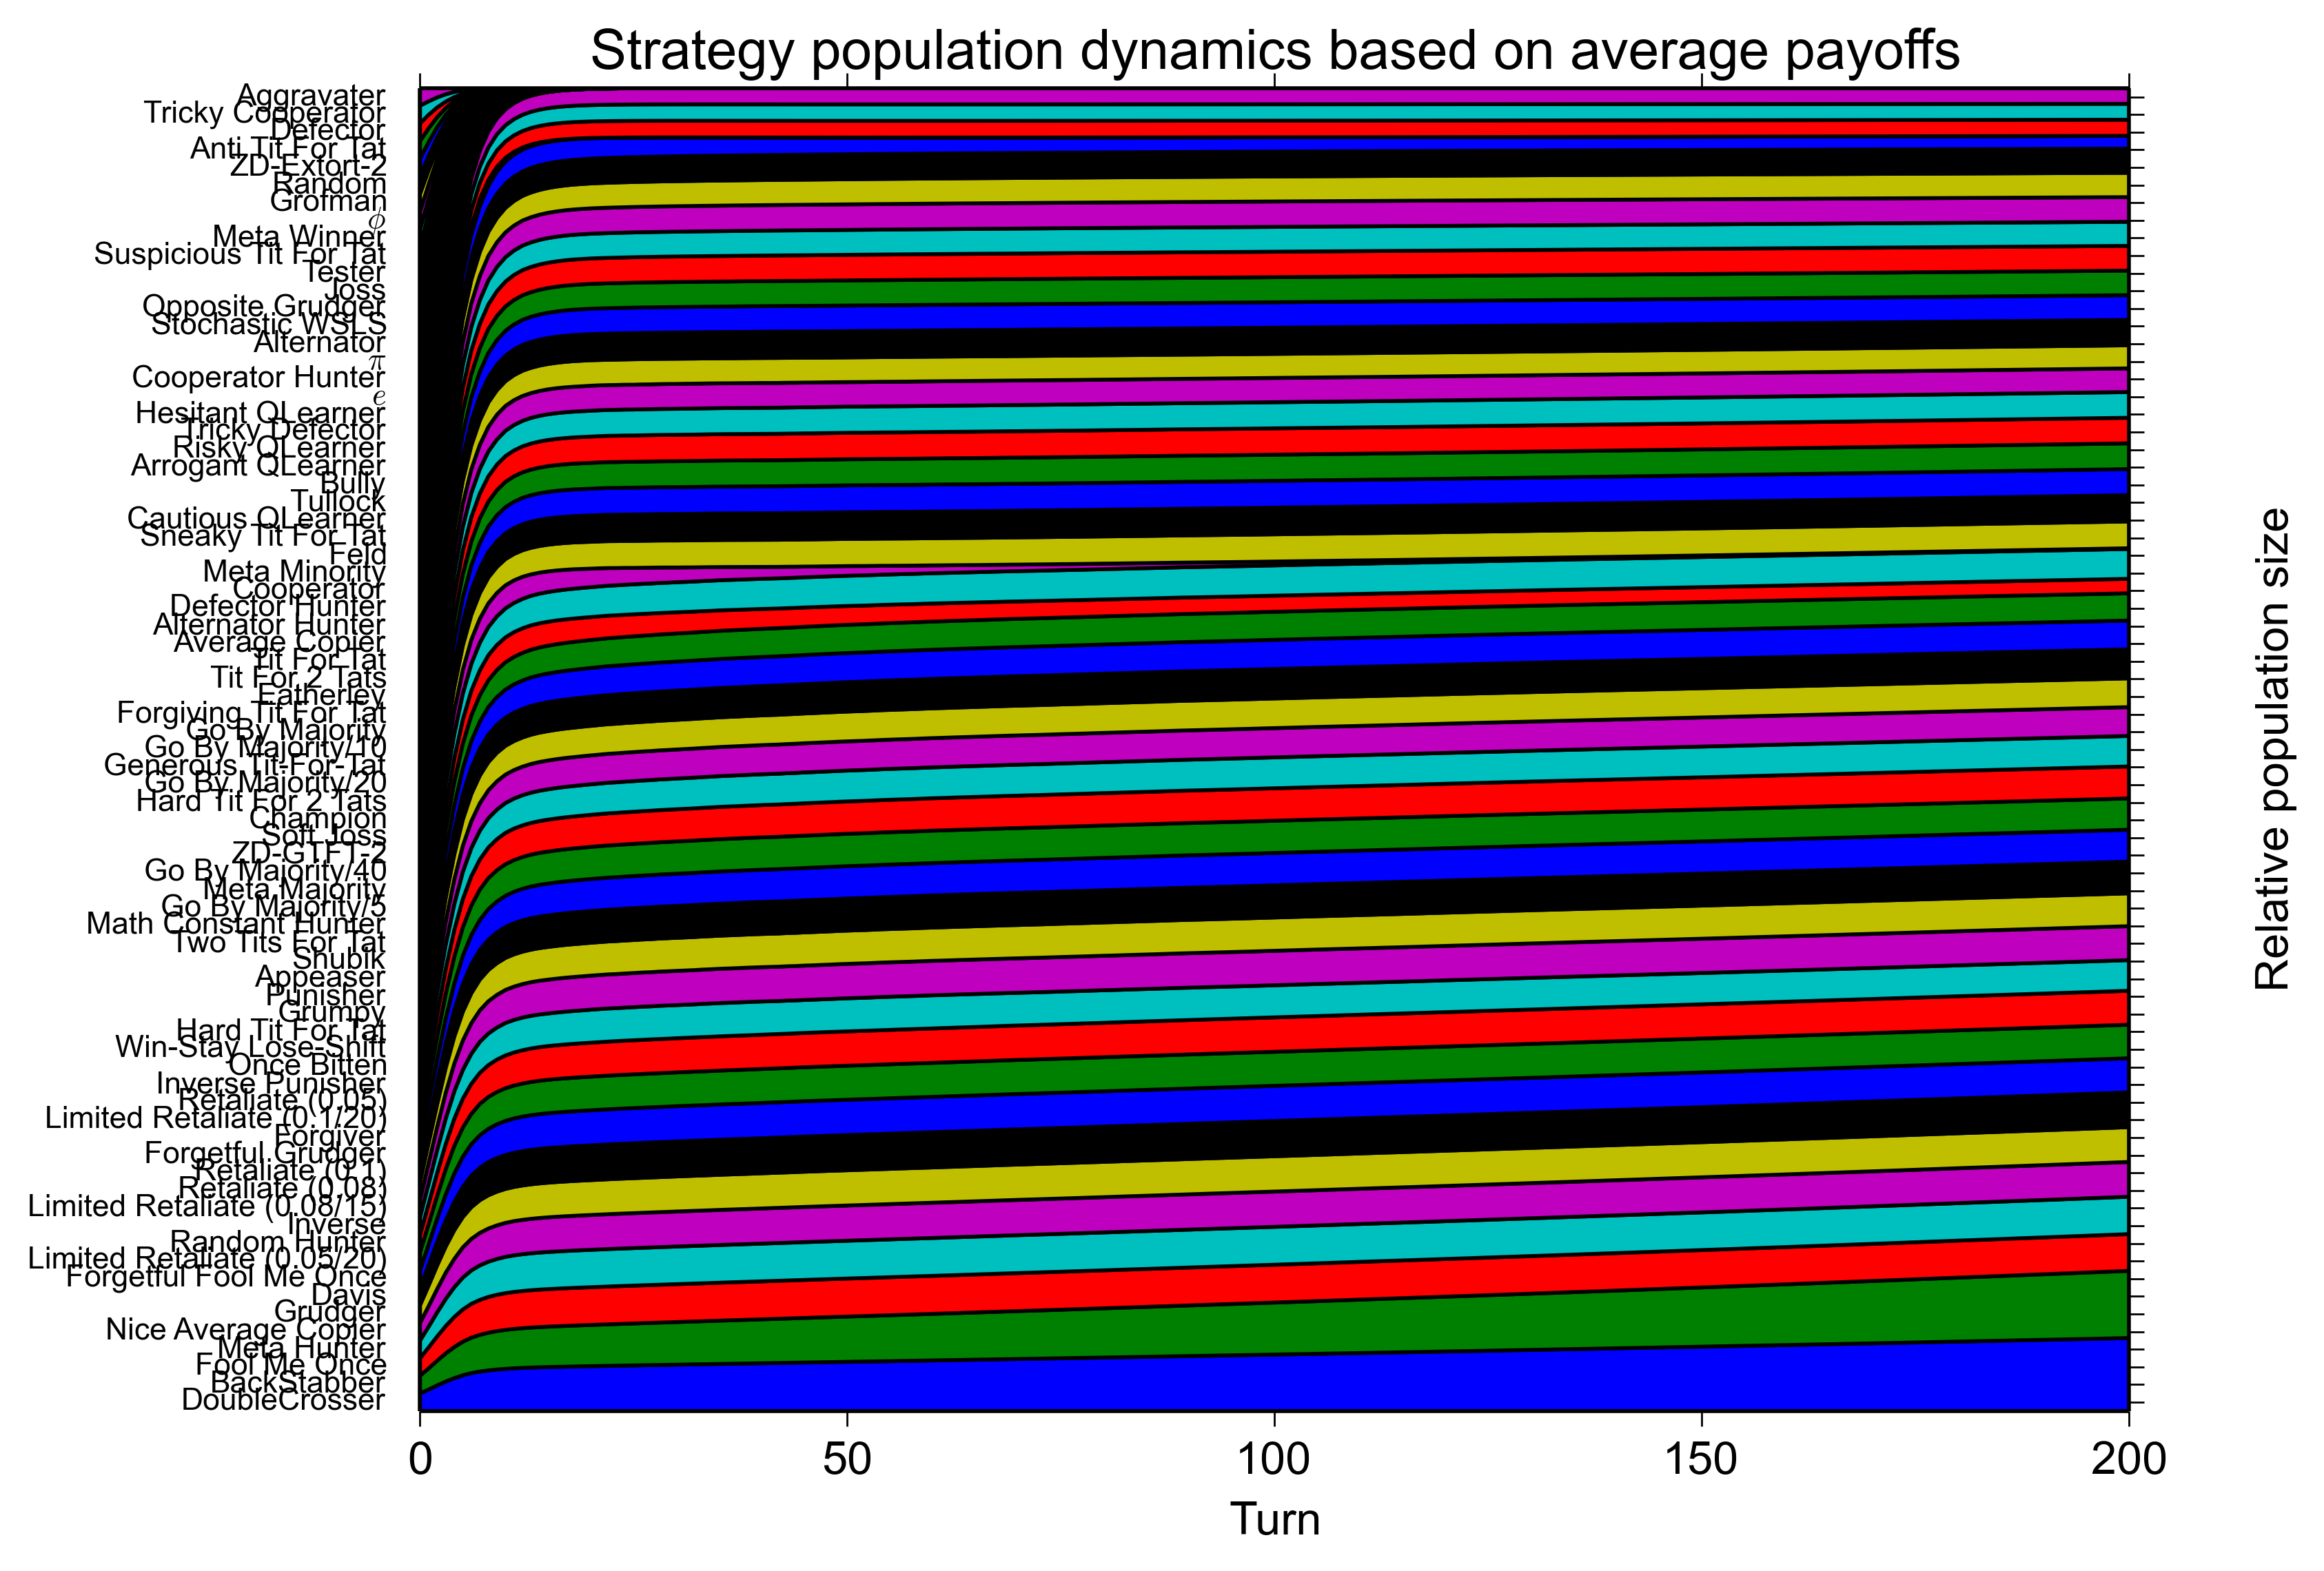 Strategy population dynamics based on average payoffs
Aggravater
Tricky Cooperator
Defector
Anti Tit For Tat
ZD-Extort-2
Random
Grofman
ϕ
Meta Winner
Suspicious Tit For Tat
Tester
Joss
Opposite Grudger
Stochastic WSLS
Alternator
π
Cooperator Hunter
e
Hesitant QLearner
Tricky Defector
Risky QLearner
Arrogant QLearner
Bully
Tullock
Cautious QLearner
Sneaky Tit For Tat
Feld
Meta Minority
Cooperator
Defector Hunter
Alternator Hunter
Average Copier
Tit For Tat
Tit For 2 Tats
Eatherley
Forgiving Tit For Tat
Go By Majority
Go By Majority/10
Generous Tit-For-Tat
Go By Majority/20
Hard Tit For 2 Tats
Champion
Soft Joss
ZD-GTFT-2
Go By Majority/40
Meta Majority
Go By Majority/5
Math Constant Hunter
Two Tits For Tat
Shubik
Appeaser
Punisher
Grumpy
Hard Tit For Tat
Win-Stay Lose-Shift
Once Bitten
Inverse Punisher
Retaliate (0.05)
Limited Retaliate (0.1/20)
Forgiver
Forgetful Grudger
Retaliate (0.1)
Retaliate (0.08)
Limited Retaliate (0.08/15)
Inverse
Random Hunter
Limited Retaliate (0.05/20)
Forgetful Fool Me Once
Davis
Grudger
Nice Average Copier
Meta Hunter
Fool Me Once
BackStabber
DoubleCrosser
0 50 100 150 200
Turn
Relative population size